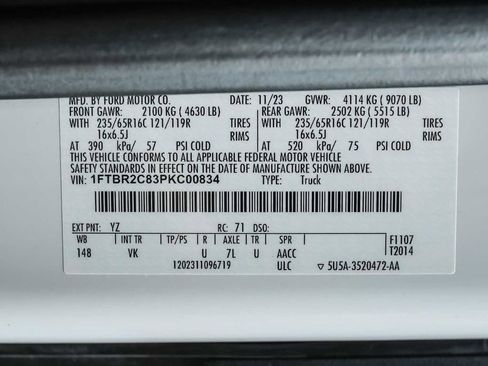 MFD. BY FORD MOTOR CO. 11/23 GVWR: 4114 KG ( 9070 LB)
FRONT GAWR: 2100 KG ( 4630 LB) REAR GAWR: 2502 KG ( 5515 LB)
235/65R16C 121/119R TIRES 235/65R16C 121/119R TIRES
16x6.5J RIMS 16x6.5J RIMS
AT 390 kPa/ 57 PSI COLD AT 520 kPa/ 75 PSI COLD
THIS VEHICLE CONFORMS TO ALL APPLICABLE FEDERAL MOTOR VEHICLE
SAFETY STANDARDS IN EFFECT ON THE DATE OF MANUFACTURE SHOWN ABOVE.
VIN: 1FTBR2C83PKC00834 TYPE: Truck
EXT PNT: YZ RC: 71 DSO:
WB INT TR TP/PS R AXLE TR SPR F1107
148 VK U 7L U AACC T2014
1202311096719 ULC ▽ 5U5A-3520472-AA